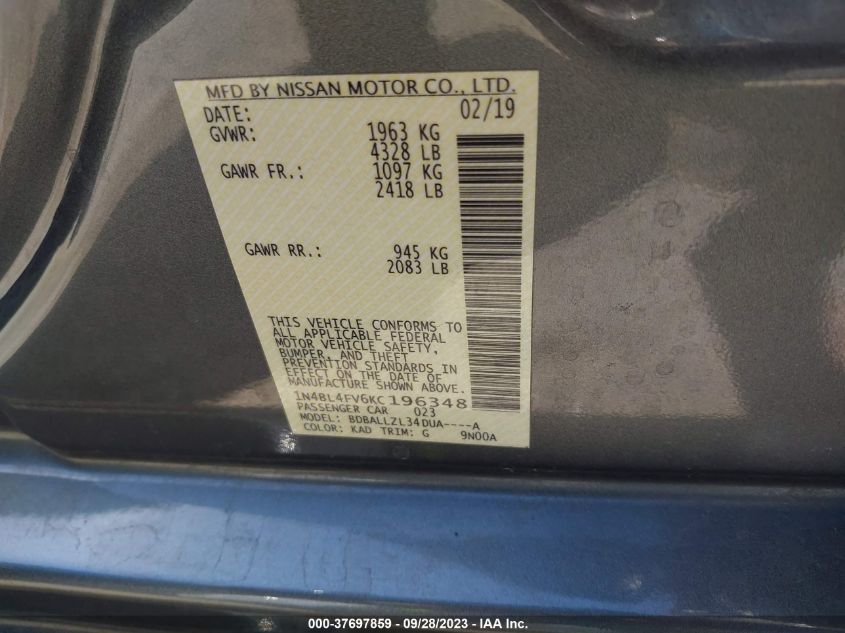 MFD BY NISSAN MOTOR CO., LTD.
DATE: 02/19
GVWR: 1963 KG
4328 LB
GAWR FR.: 1097 KG
2418 LB
GAWR RR.: 945 KG
2083 LB
THIS VEHICLE CONFORMS TO
ALL APPLICABLE FEDERAL
MOTOR VEHICLE SAFETY,
BUMPER, AND THEFT
PREVENTION STANDARDS IN
EFFECT ON THE DATE OF
MANUFACTURE SHOWN ABOVE.
1N4BL4FV6KC196348
PASSENGER CAR 023
MODEL: BDBALLZL34DUA----A
COLOR: KAD TRIM: G 9N00A
000-37697859 - 09/28/2023 - IAA Inc.